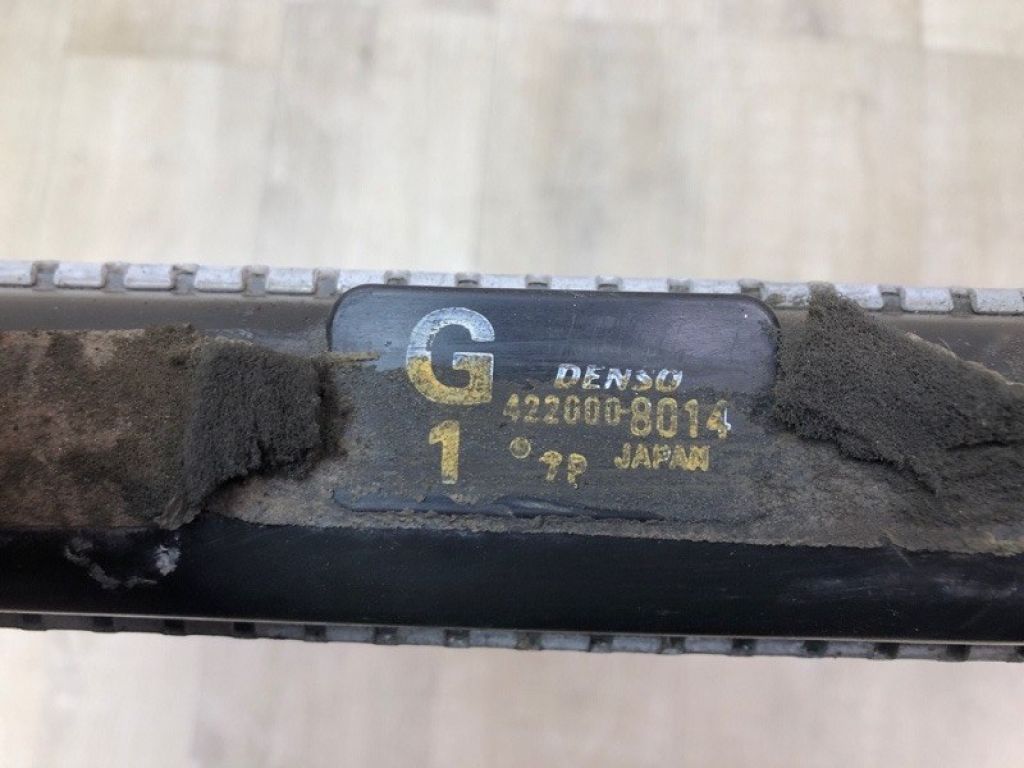 G
1
DENSO
422000-8014
JAPAN